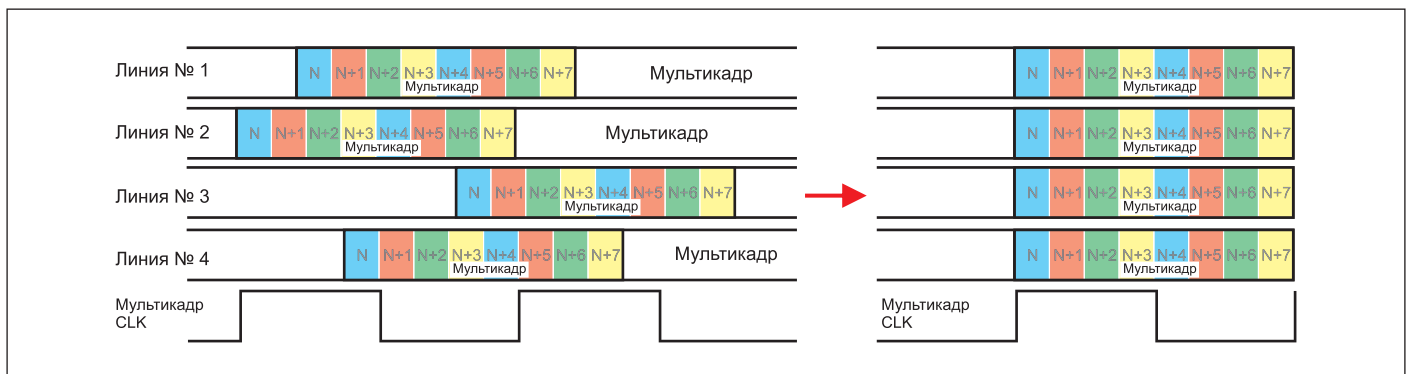 Линия № 1 N N+1 N+2 N+3 N+4 N+5 N+6 N+7 Мультикадр N N+1 N+2 N+3 N+4 N+5 N+6 N+7
Мультикадр Мультикадр
Линия № 2 N N+1 N+2 N+3 N+4 N+5 N+6 N+7 Мультикадр N N+1 N+2 N+3 N+4 N+5 N+6 N+7
Мультикадр Мультикадр
Линия № 3 N N+1 N+2 N+3 N+4 N+5 N+6 N+7 N N+1 N+2 N+3 N+4 N+5 N+6 N+7
Мультикадр Мультикадр
Линия № 4 N N+1 N+2 N+3 N+4 N+5 N+6 N+7 Мультикадр N N+1 N+2 N+3 N+4 N+5 N+6 N+7
Мультикадр Мультикадр
Мультикадр Мультикадр
CLK CLK